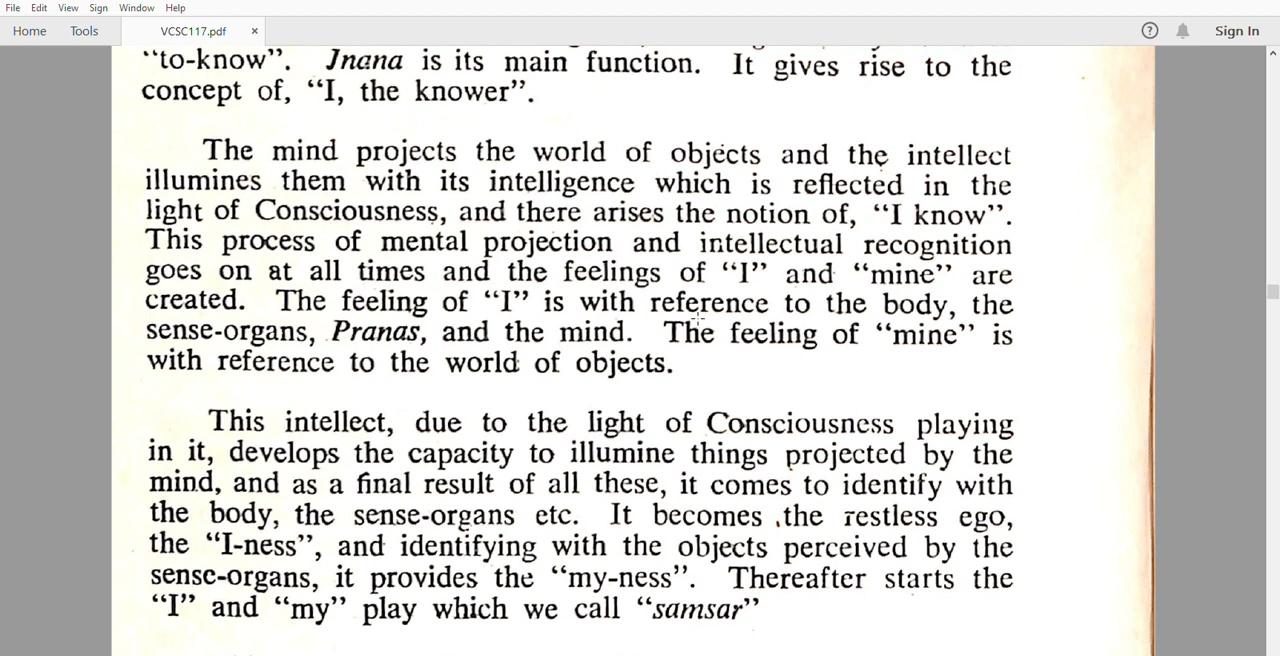 File Edit View Sign Window Help
Home Tools VCSC117.pdf × ? Sign In
“to-know”. Jnana is its main function. It gives rise to the
concept of, “I, the knower”.
The mind projects the world of objects and the intellect
illumines them with its intelligence which is reflected in the
light of Consciousness, and there arises the notion of, “I know”.
This process of mental projection and intellectual recognition
goes on at all times and the feelings of “I” and “mine” are
created. The feeling of “I” is with reference to the body, the
sense-organs, Pranas, and the mind. The feeling of “mine” is
with reference to the world of objects.
This intellect, due to the light of Consciousness playing
in it, develops the capacity to illumine things projected by the
mind, and as a final result of all these, it comes to identify with
the body, the sense-organs etc. It becomes the restless ego,
the “I-ness”, and identifying with the objects perceived by the
sense-organs, it provides the “my-ness”. Thereafter starts the
“I” and “my” play which we call “samsar”